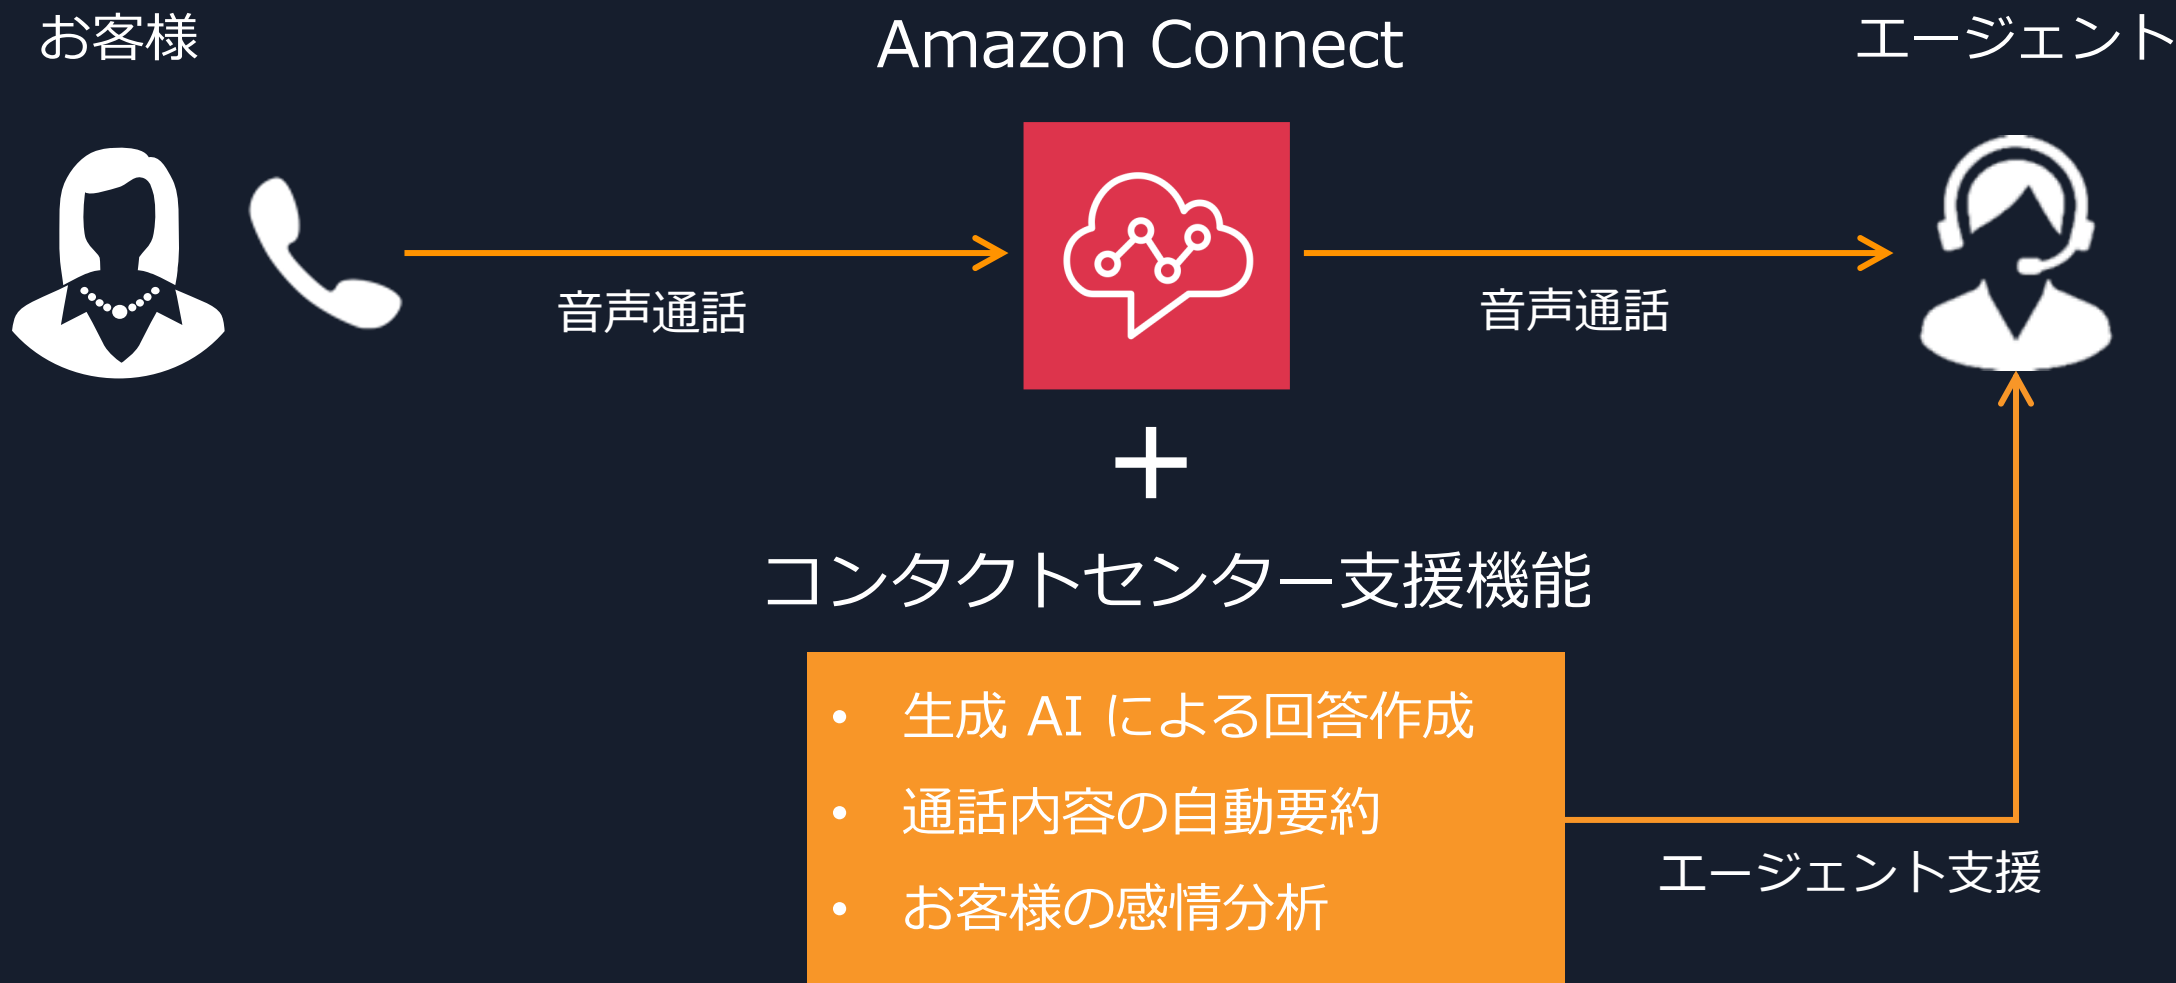 お客様
Amazon Connect
エージェント
音声通話
音声通話
+
コンタクトセンター支援機能
• 生成 AI による回答作成
• 通話内容の自動要約
• お客様の感情分析
エージェント支援